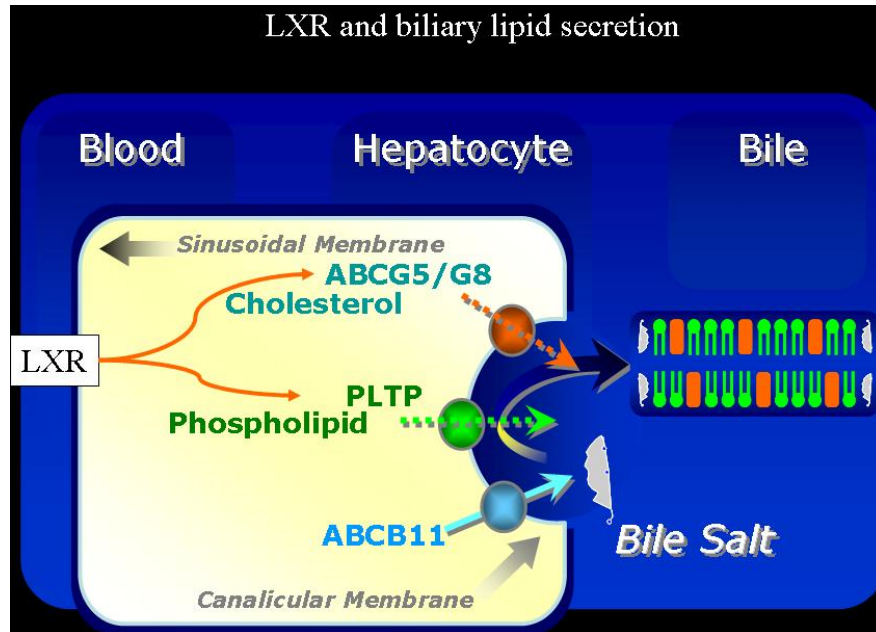 LXR and biliary lipid secretion
Blood
Hepatocyte
Bile
Sinusoidal Membrane
ABCG5/G8
Cholesterol
LXR
PLTP
Phospholipid
ABCB11
Bile Salt
Canalicular Membrane